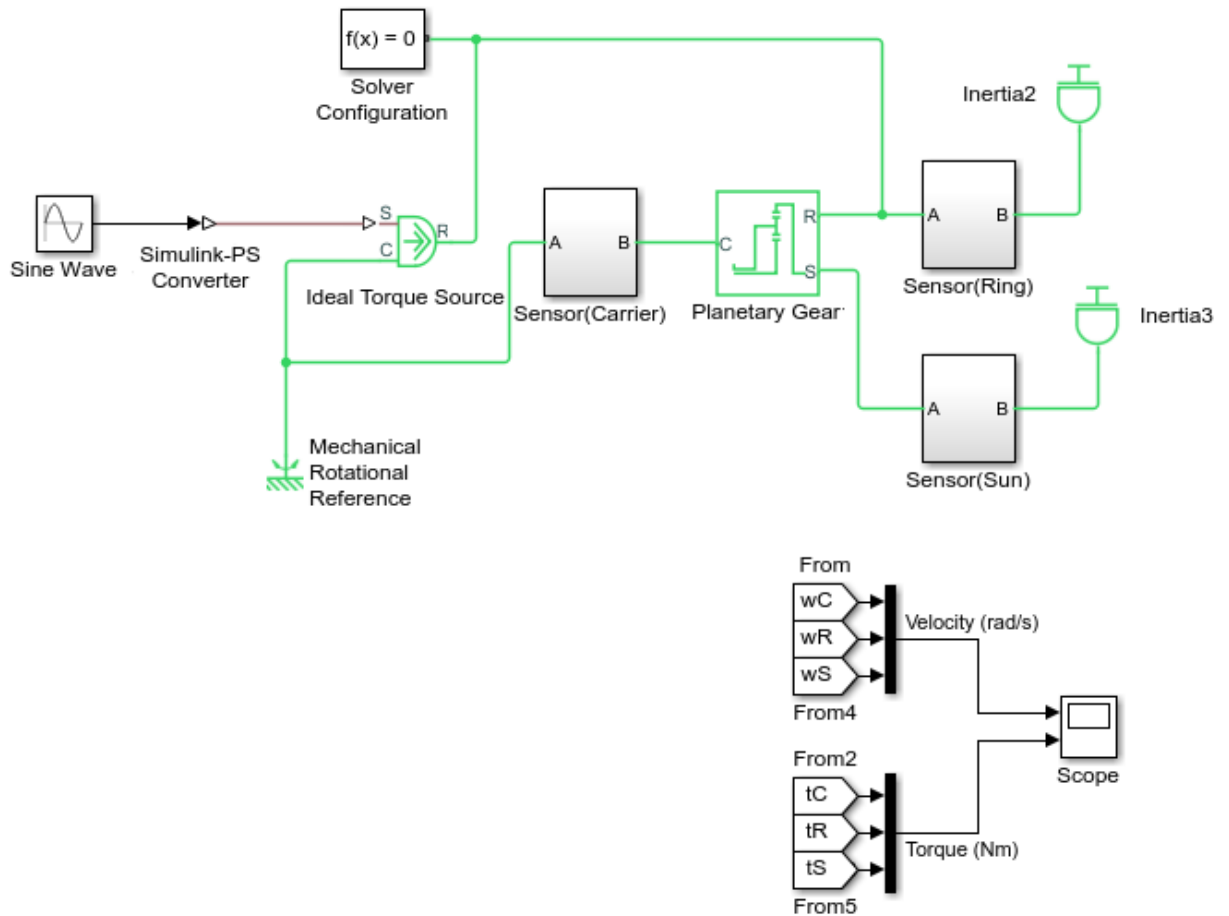 f(x) = 0
Solver
Configuration
Inertia2
A
B
Sensor(Ring)
Sine Wave
Simulink-PS
Converter
S
C
R
Ideal Torque Source
A
B
Sensor(Carrier)
C
R
S
Planetary Gear
Inertia3
A
B
Sensor(Sun)
Mechanical
Rotational
Reference
From
wC
wR
wS
From4
Velocity (rad/s)
From2
tC
tR
tS
From5
Torque (Nm)
Scope